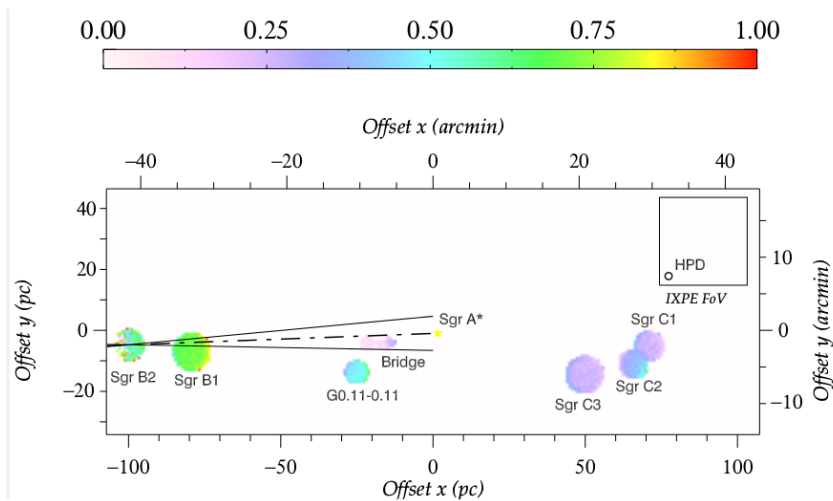 0.00 0.25 0.50 0.75 1.00
Offset x (arcmin)
−40 −20 0 20 40
40
20
0
−20
Offset y (pc)
10
0
−10
Offset y (arcmin)
HPD
IXPE FoV
Sgr A*
Sgr C1
Bridge
Sgr B2
Sgr B1
G0.11-0.11
Sgr C2
Sgr C3
−100 −50 0 50 100
Offset x (pc)